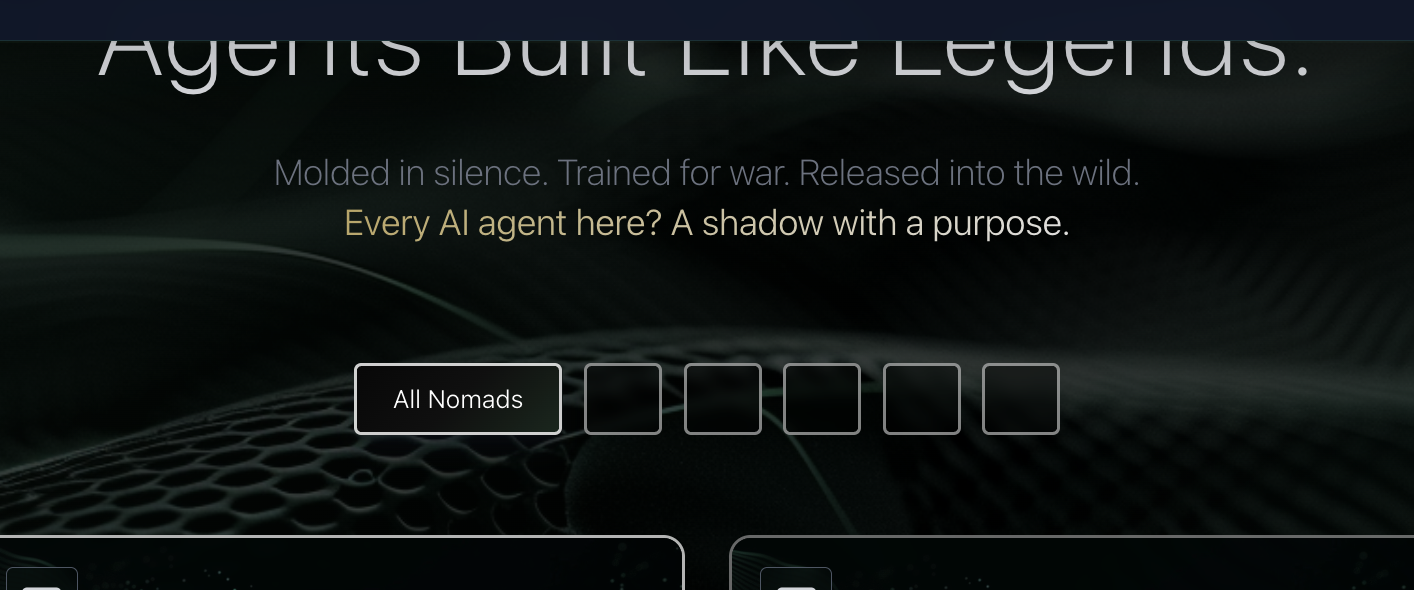 Agents Built Like Legends.
Molded in silence. Trained for war. Released into the wild.
Every AI agent here? A shadow with a purpose.
All Nomads